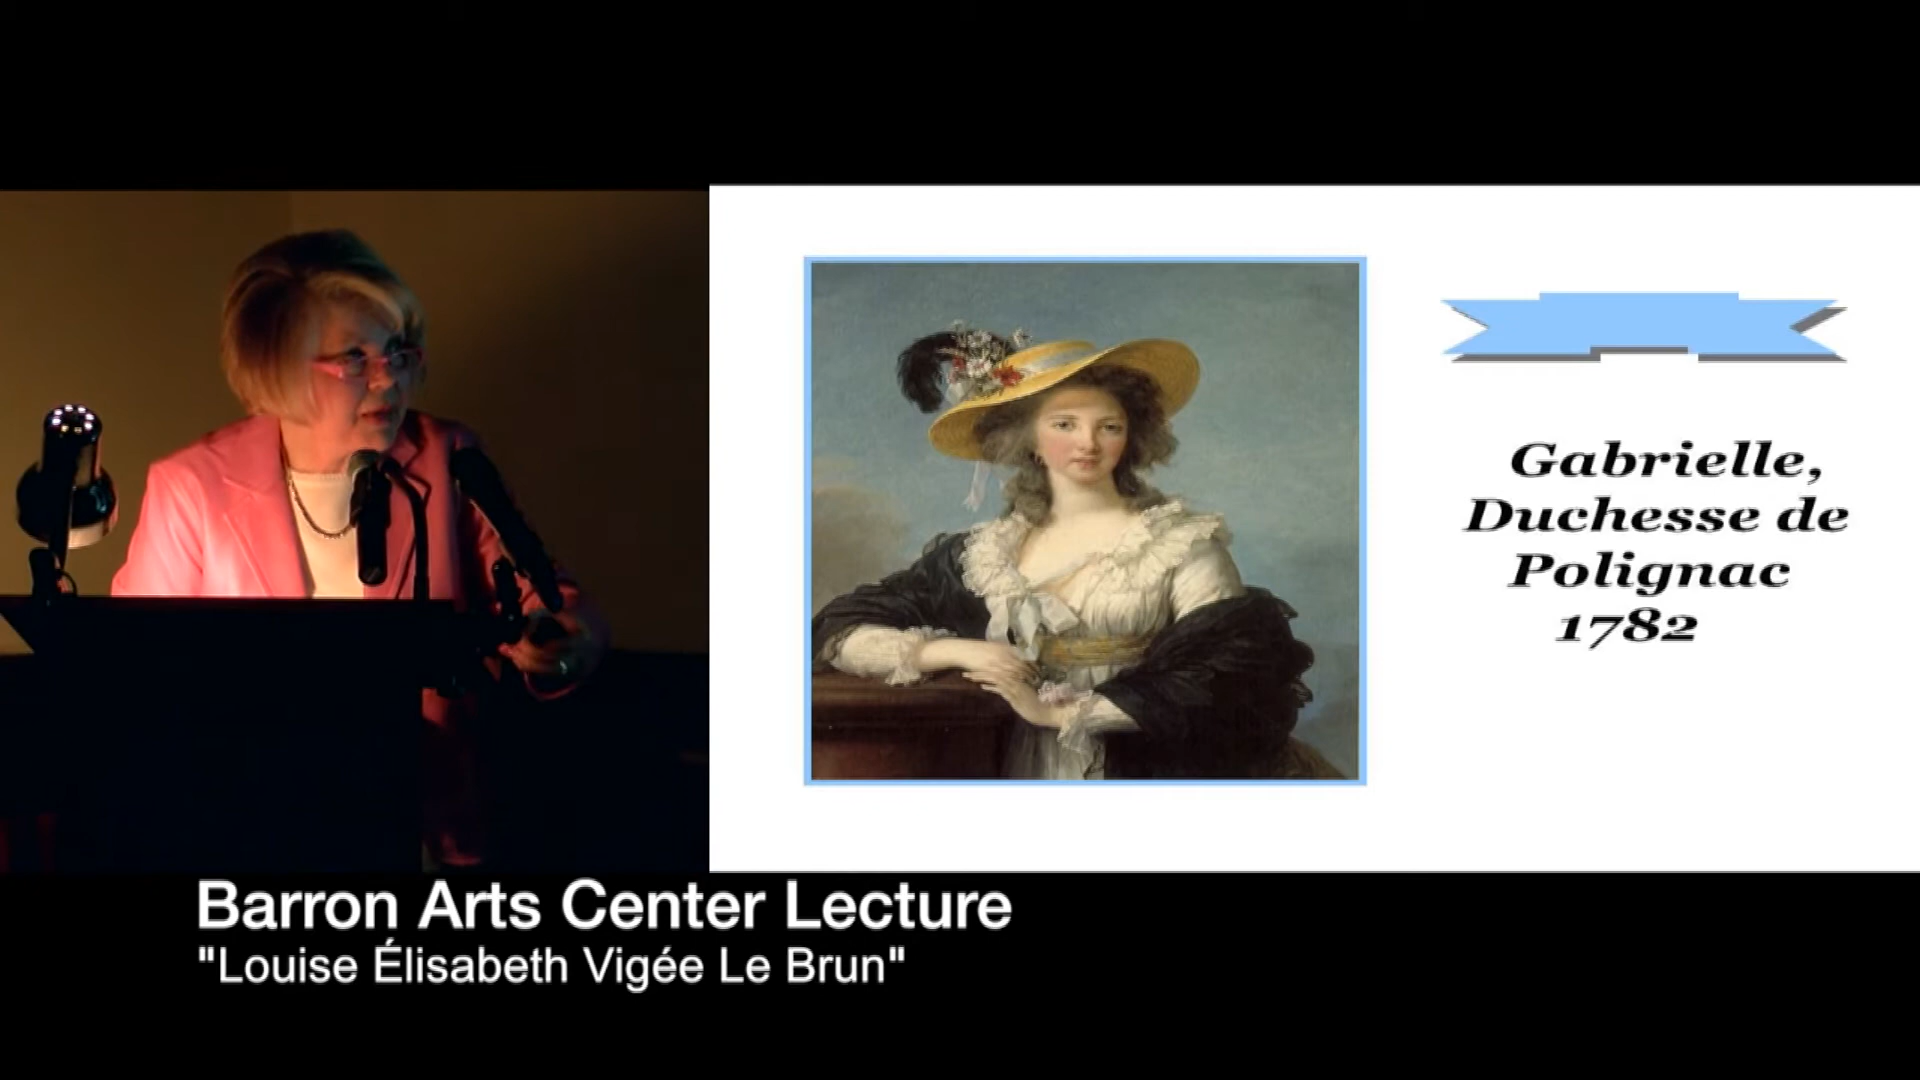 Gabrielle,
Duchesse de
Polignac
1782
Barron Arts Center Lecture
"Louise Élisabeth Vigée Le Brun"